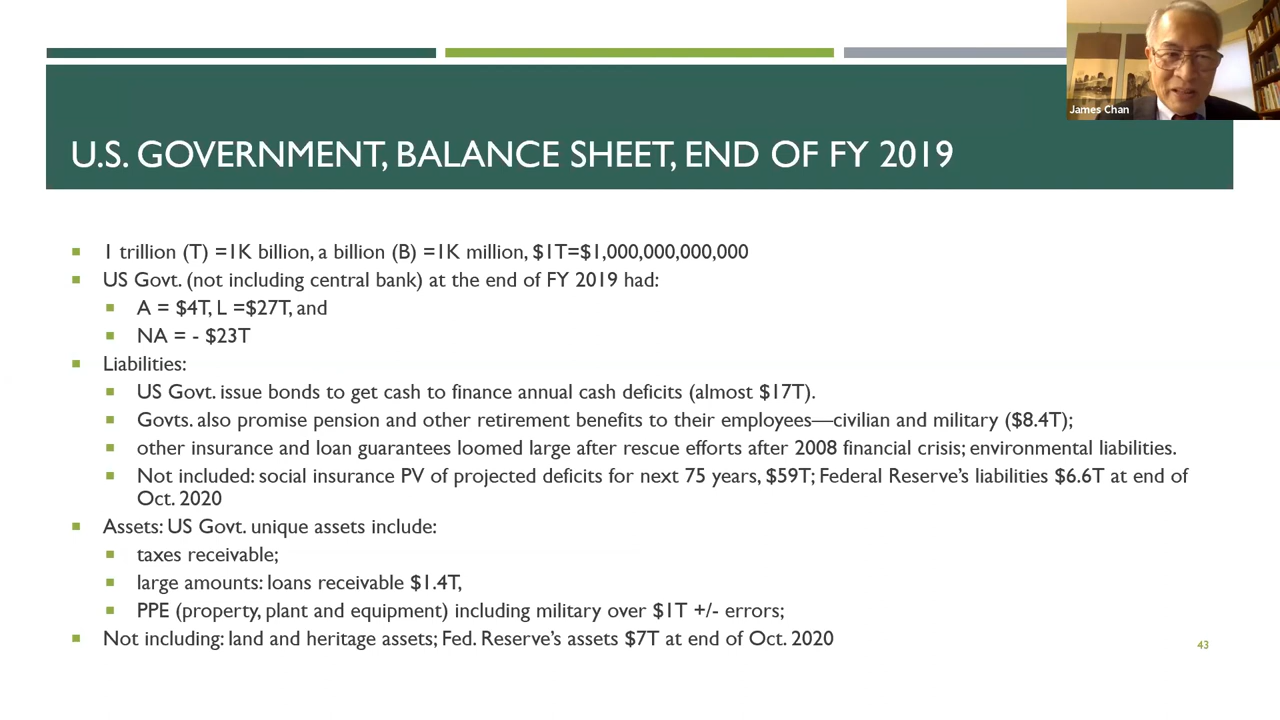 James Chan
U.S. GOVERNMENT, BALANCE SHEET, END OF FY 2019
1 trillion (T) =1K billion, a billion (B) =1K million, $1T=$1,000,000,000,000
US Govt. (not including central bank) at the end of FY 2019 had:
A = $4T, L =$27T, and
NA = - $23T
Liabilities:
US Govt. issue bonds to get cash to finance annual cash deficits (almost $17T).
Govts. also promise pension and other retirement benefits to their employees—civilian and military ($8.4T);
other insurance and loan guarantees loomed large after rescue efforts after 2008 financial crisis; environmental liabilities.
Not included: social insurance PV of projected deficits for next 75 years, $59T; Federal Reserve's liabilities $6.6T at end of
Oct. 2020
Assets: US Govt. unique assets include:
taxes receivable;
large amounts: loans receivable $1.4T,
PPE (property, plant and equipment) including military over $1T +/- errors;
Not including: land and heritage assets; Fed. Reserve's assets $7T at end of Oct. 2020
43